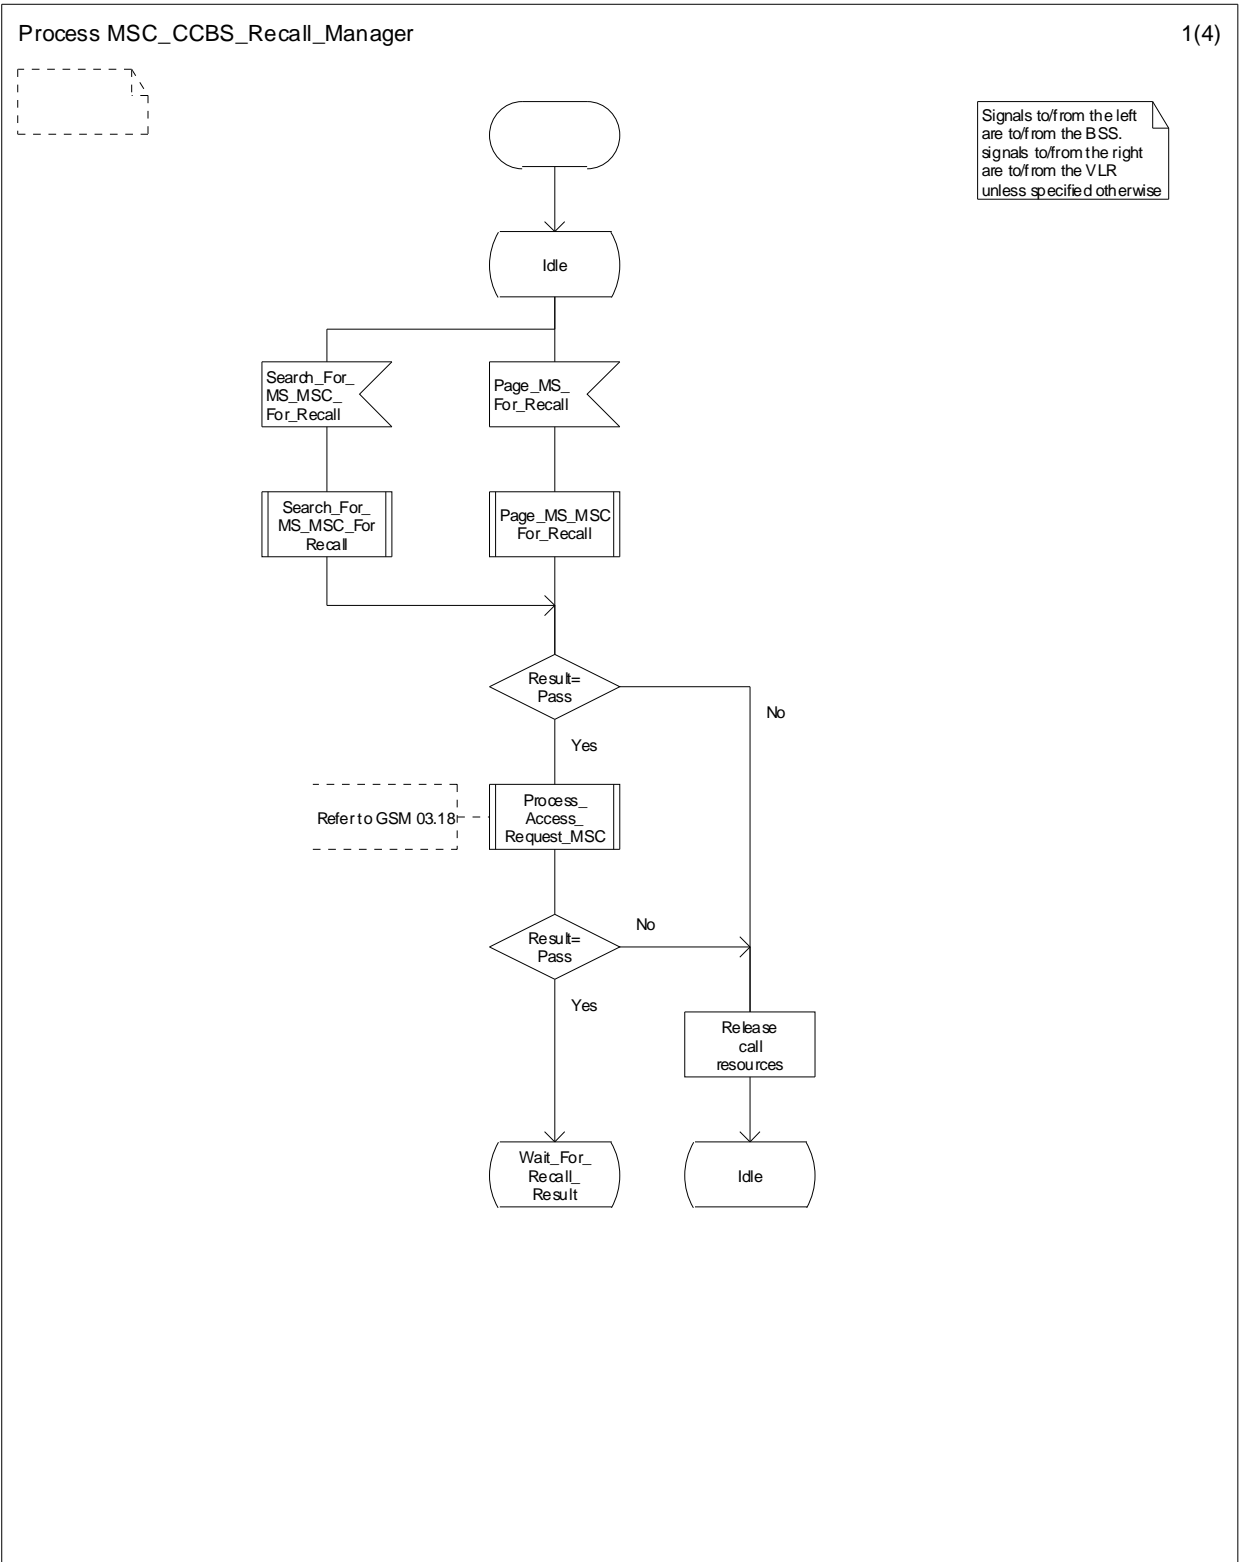 Process MSC_CCBS_Recall_Manager
1(4)
Signals to/from the left
are to/from the BSS.
signals to/from the right
are to/from the VLR
unless specified otherwise
Idle
Search_For_
MS_MSC_
For_Recall
Page_MS_
For_Recall
Search_For_
MS_MSC_For
Recall
Page_MS_MSC
For_Recall
Result=
Pass
No
Yes
Refer to GSM 03.18
Process_
Access_
Request_MSC
Result=
Pass
No
Yes
Release
call
resources
Wait_For_
Recall_
Result
Idle